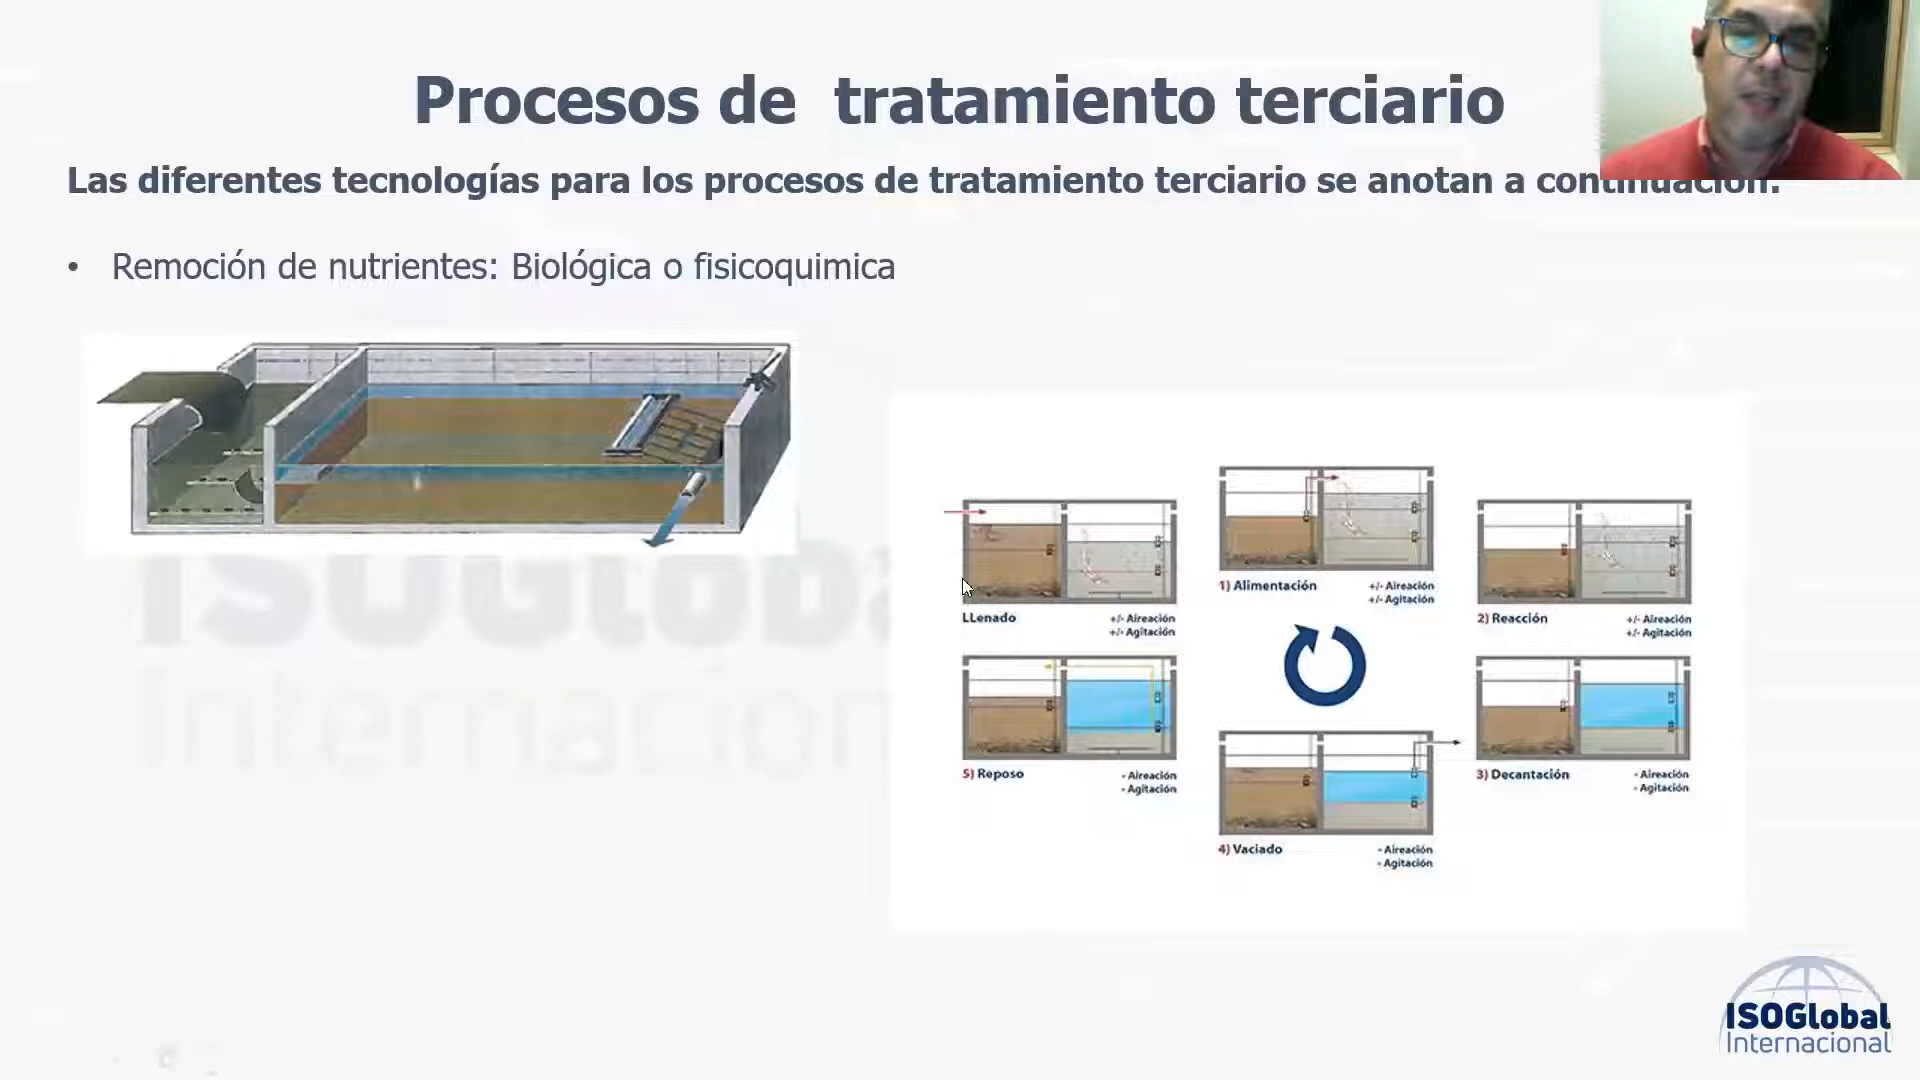 Procesos de tratamiento terciario
Las diferentes tecnologías para los procesos de tratamiento terciario se anotan a continuación:
• Remoción de nutrientes: Biológica o fisicoquimica
LLenado
+/- Aireación
+/- Agitación
1) Alimentación
+/- Aireación
+/- Agitación
2) Reacción
+/- Aireación
+/- Agitación
5) Reposo
- Aireación
- Agitación
4) Vaciado
- Aireación
- Agitación
3) Decantación
- Aireación
- Agitación
ISOGlobal
Internacional
ISOGlobal
Internacional